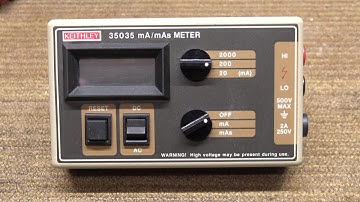 KEITHLEY 35035 mA/mAs METER
2000
200
20 (mA)
HI
LO
500V
MAX
2A
250V
RESET
DC
AC
OFF
mA
mAs
WARNING! High voltage may be present during use.